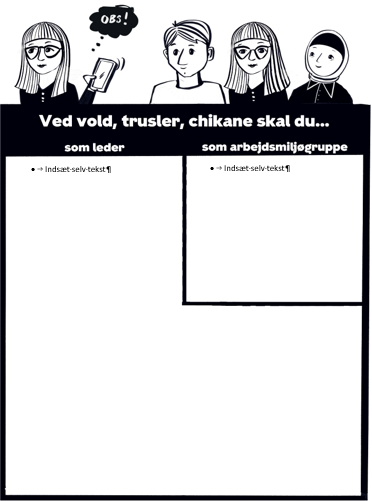 OBS!
Ved vold, trusler, chikane skal du...
som leder
som arbejdsmiljøgruppe
• → Indsæt·selv·tekst¶
• → Indsæt·selv·tekst¶